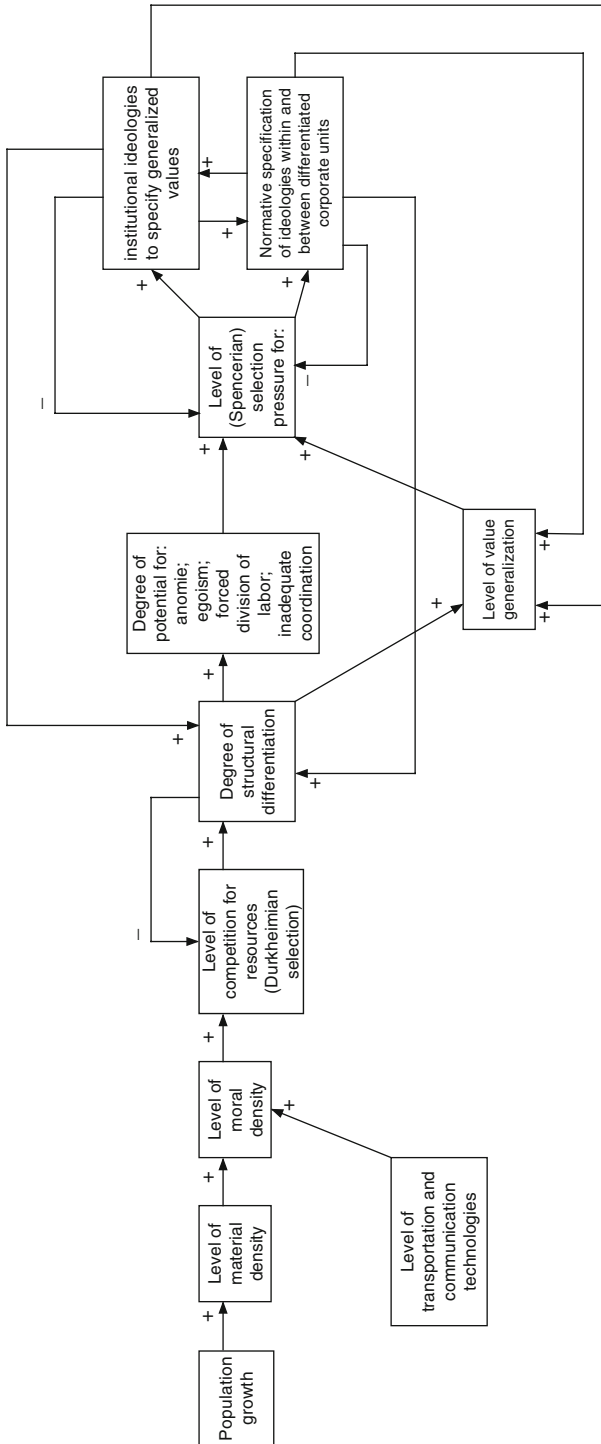 Population
growth
+
Level of
material
density
+
Level of
moral
density
+
Level of
transportation and
communication
technologies
+
Level of
competition for
resources
(Durkheimian
selection)
+
–
Degree of
structural
differentiation
+
+
+
Degree of
potential for:
anomie;
egoism;
forced
division of
labor;
inadequate
coordination
+
Level of value
generalization
+
+
+
Level of
(Spencerian)
selection
pressure for:
+
+
–
–
institutional ideologies
to specify generalized
values
+
+
Normative specification
of ideologies within and
between differentiated
corporate units
+
+